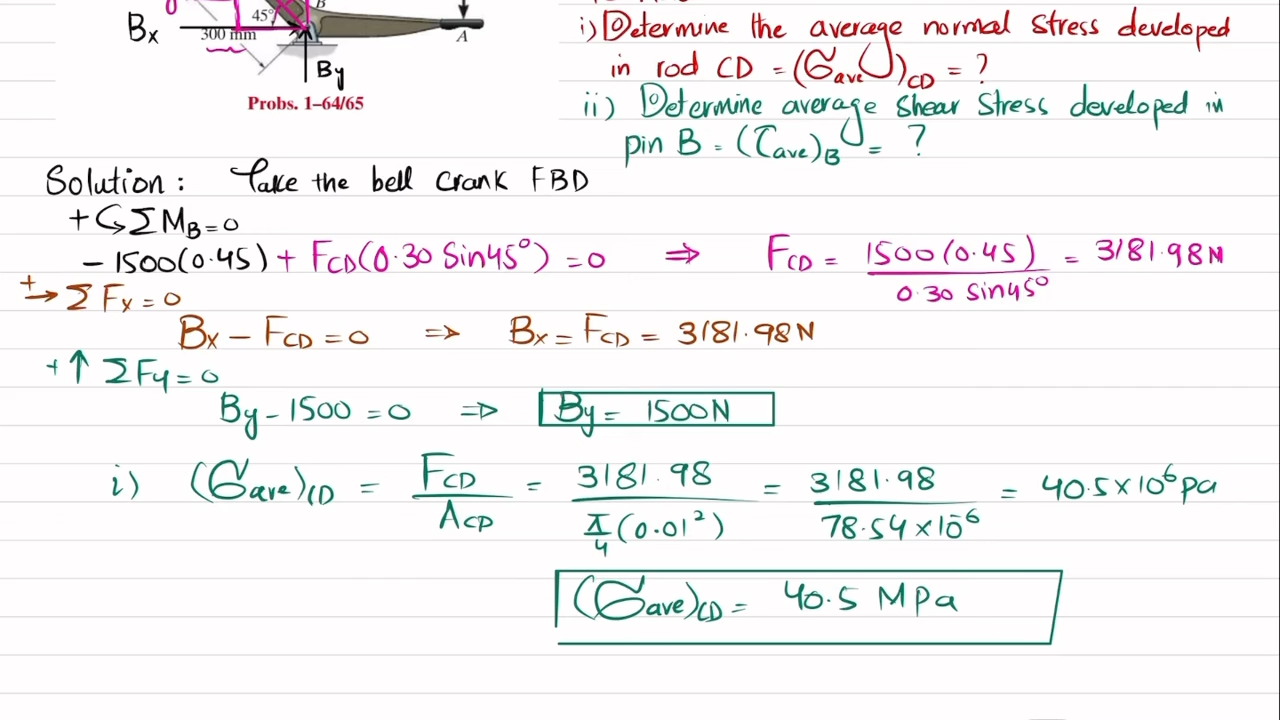 i) Determine the average normal stress developed
in rod CD = (σave)CD = ?
ii) Determine average shear stress developed in
pin B = (τave)B = ?
Bx
45°
B
300 mm
A
By
Probs. 1–64/65
Solution: Take the bell crank FBD
+↺ ΣMB=0
- 1500(0.45) + FCD(0.30 Sin45°) = 0 ⇒ FCD = 1500(0.45) / 0.30 sin45° = 3181.98N
+→ ΣFx = 0
Bx - FCD = 0 ⇒ Bx = FCD = 3181.98N
+↑ ΣFy = 0
By - 1500 = 0 ⇒ By = 1500N
i) (σave)CD = FCD / ACD = 3181.98 / π/4 (0.01²) = 3181.98 / 78.54×10⁻⁶ = 40.5×10⁶ pa
(σave)CD = 40.5 MPa